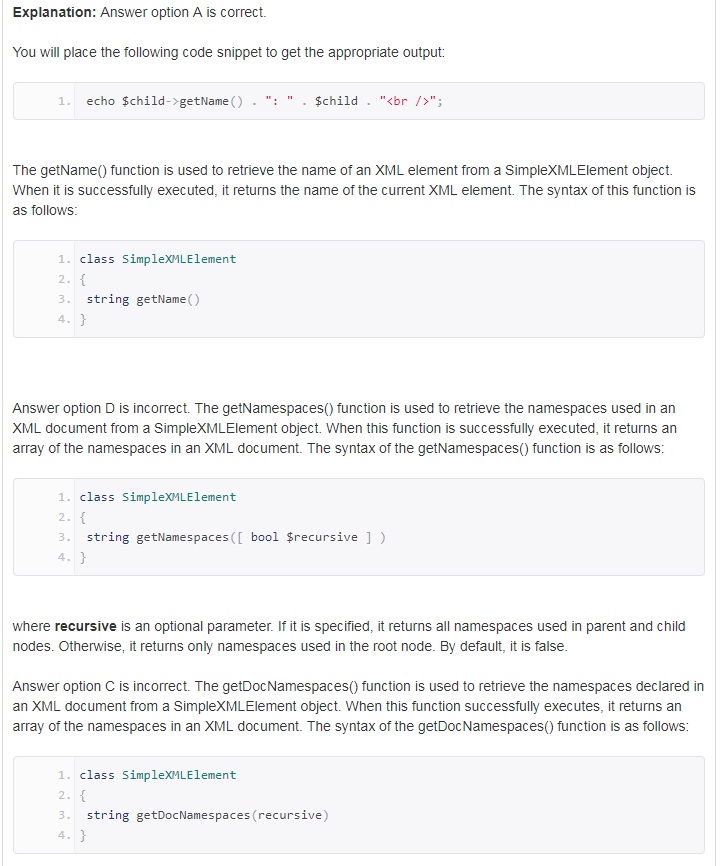 Explanation: Answer option A is correct.
You will place the following code snippet to get the appropriate output:
1. echo $child->getName() . ": " . $child . "<br />";
The getName() function is used to retrieve the name of an XML element from a SimpleXMLElement object.
When it is successfully executed, it returns the name of the current XML element. The syntax of this function is
as follows:
1. class SimpleXMLElement
2. {
3. string getName()
4. }
Answer option D is incorrect. The getNamespaces() function is used to retrieve the namespaces used in an
XML document from a SimpleXMLElement object. When this function is successfully executed, it returns an
array of the namespaces in an XML document. The syntax of the getNamespaces() function is as follows:
1. class SimpleXMLElement
2. {
3. string getNamespaces([ bool $recursive ] )
4. }
where recursive is an optional parameter. If it is specified, it returns all namespaces used in parent and child
nodes. Otherwise, it returns only namespaces used in the root node. By default, it is false.
Answer option C is incorrect. The getDocNamespaces() function is used to retrieve the namespaces declared in
an XML document from a SimpleXMLElement object. When this function successfully executes, it returns an
array of the namespaces in an XML document. The syntax of the getDocNamespaces() function is as follows:
1. class SimpleXMLElement
2. {
3. string getDocNamespaces(recursive)
4. }